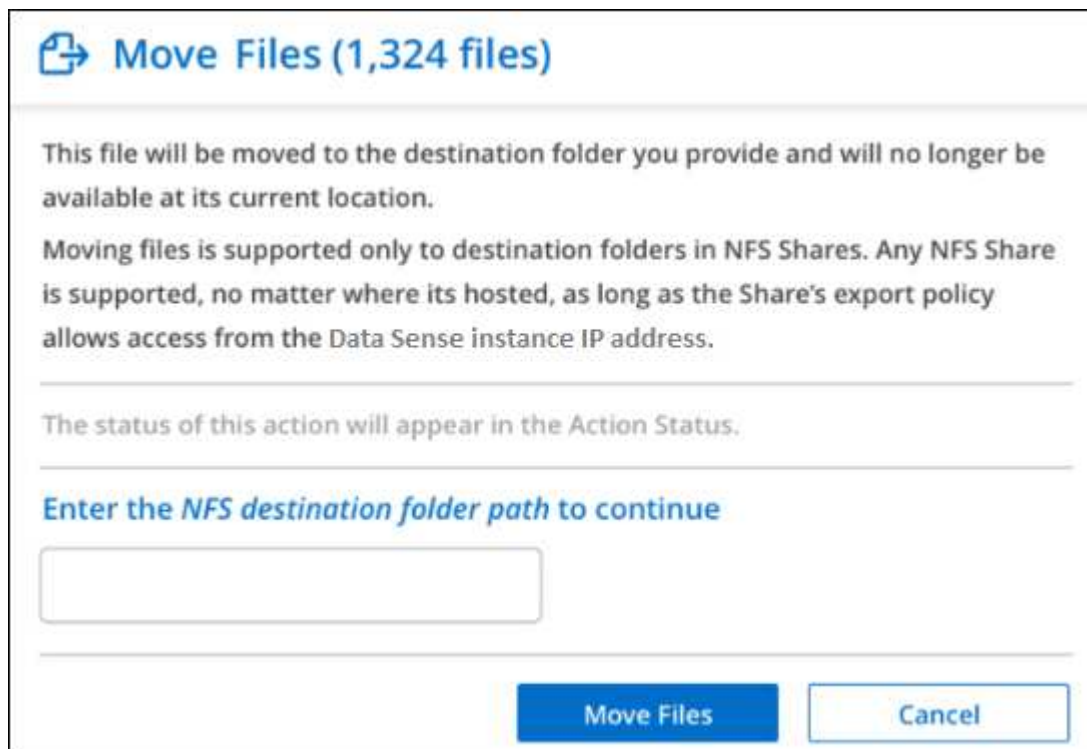 Move Files (1,324 files)
This file will be moved to the destination folder you provide and will no longer be
available at its current location.
Moving files is supported only to destination folders in NFS Shares. Any NFS Share
is supported, no matter where its hosted, as long as the Share's export policy
allows access from the Data Sense instance IP address.
The status of this action will appear in the Action Status.
Enter the NFS destination folder path to continue
Move Files
Cancel